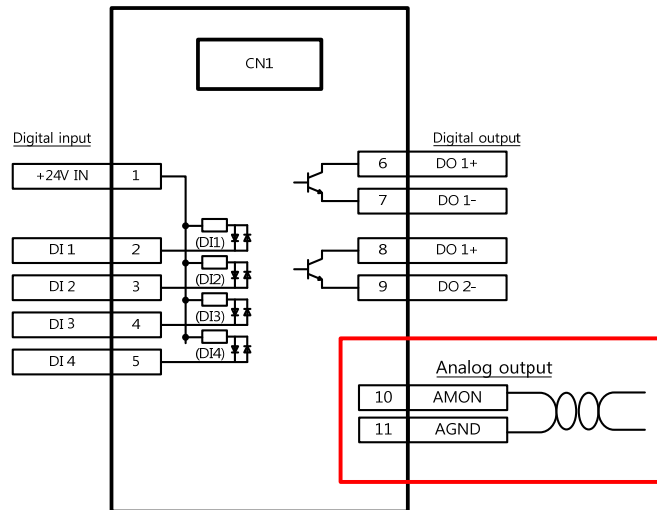 CN1
Digital input
+24V IN 1
DI 1 2
DI 2 3
DI 3 4
DI 4 5
(DI1)
(DI2)
(DI3)
(DI4)
Digital output
6 DO 1+
7 DO 1-
8 DO 1+
9 DO 2-
Analog output
10 AMON
11 AGND